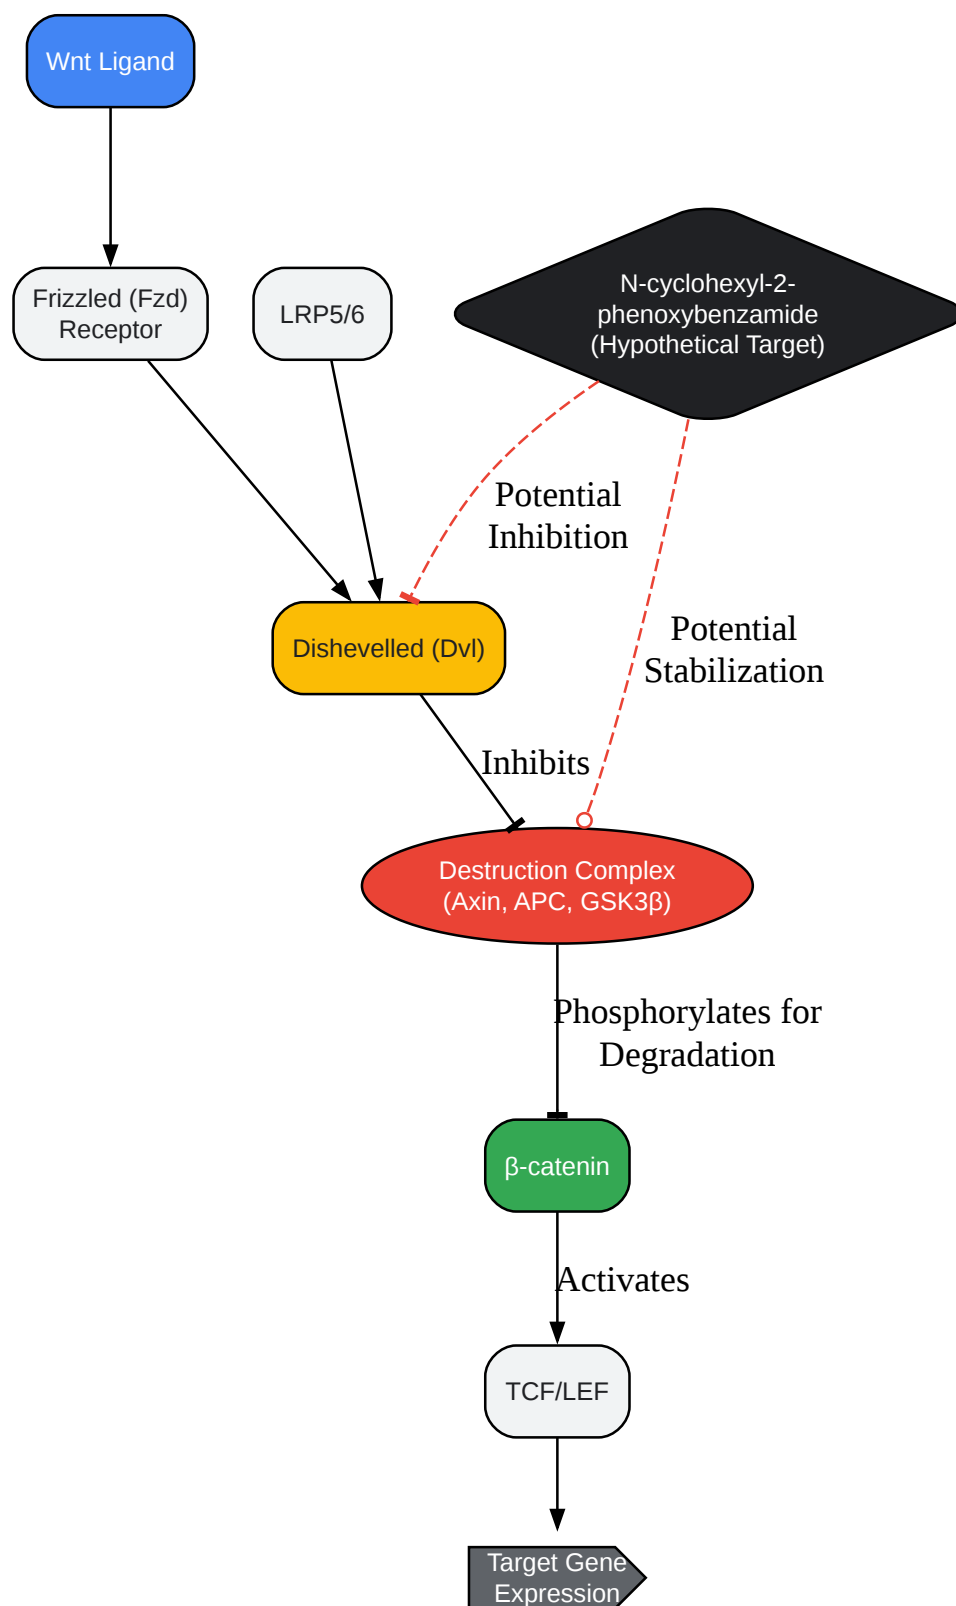 Wnt Ligand
Frizzled (Fzd)
Receptor
LRP5/6
N-cyclohexyl-2-
phenoxybenzamide
(Hypothetical Target)
Potential
Inhibition
Potential
Stabilization
Dishevelled (Dvl)
Inhibits
Destruction Complex
(Axin, APC, GSK3β)
Phosphorylates for
Degradation
β-catenin
Activates
TCF/LEF
Target Gene
Expression